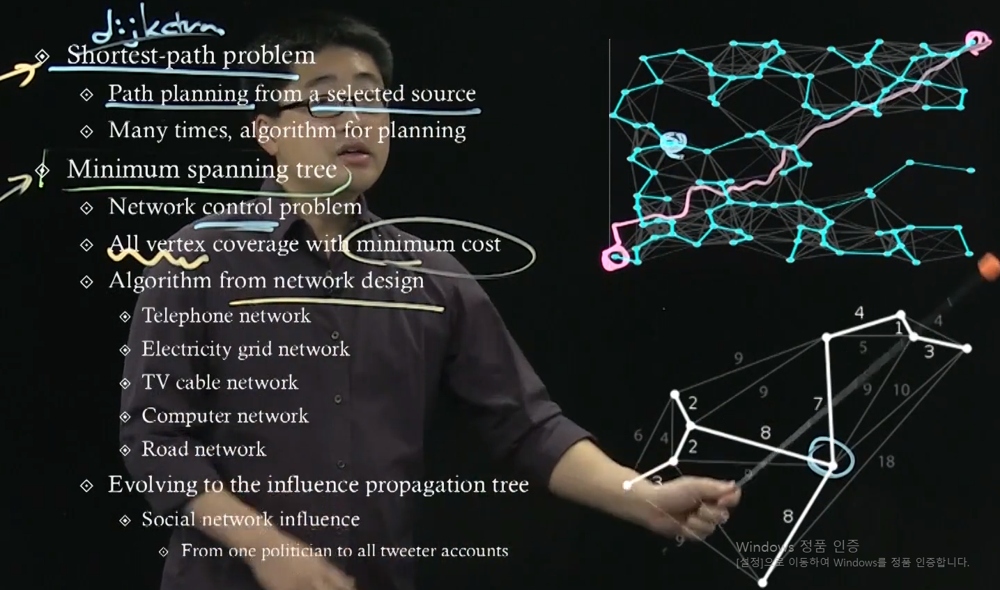 dijkstra
Shortest-path problem
Path planning from a selected source
Many times, algorithm for planning
Minimum spanning tree
Network control problem
All vertex coverage with minimum cost
Algorithm from network design
Telephone network
Electricity grid network
TV cable network
Computer network
Road network
Evolving to the influence propagation tree
Social network influence
From one politician to all tweeter accounts
4
1
4
5
3
9
9
9
10
7
2
8
6
4
2
18
3
9
8
9
Windows 정품 인증
[설정]으로 이동하여 Windows를 정품 인증합니다.